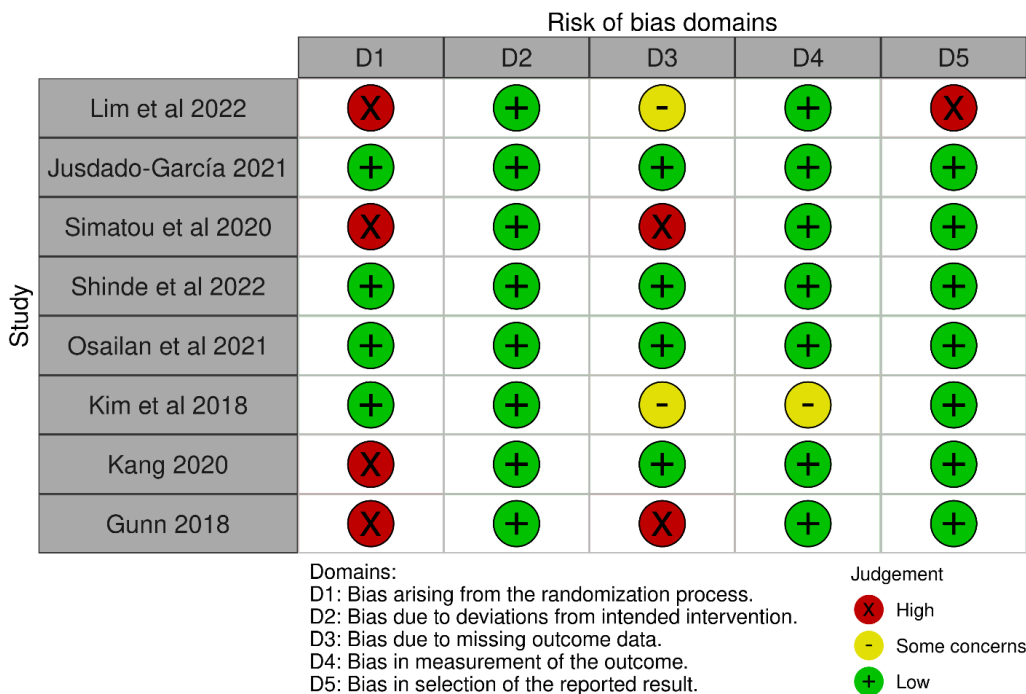 Risk of bias domains
D1 D2 D3 D4 D5
Study
Lim et al 2022 X + - + X
Jusdado-García 2021 + + + + +
Simatou et al 2020 X + X + +
Shinde et al 2022 + + + + +
Osailan et al 2021 + + + + +
Kim et al 2018 + + - - +
Kang 2020 X + + + +
Gunn 2018 X + X + +
Domains:
D1: Bias arising from the randomization process.
D2: Bias due to deviations from intended intervention.
D3: Bias due to missing outcome data.
D4: Bias in measurement of the outcome.
D5: Bias in selection of the reported result.
Judgement
X High
- Some concerns
+ Low